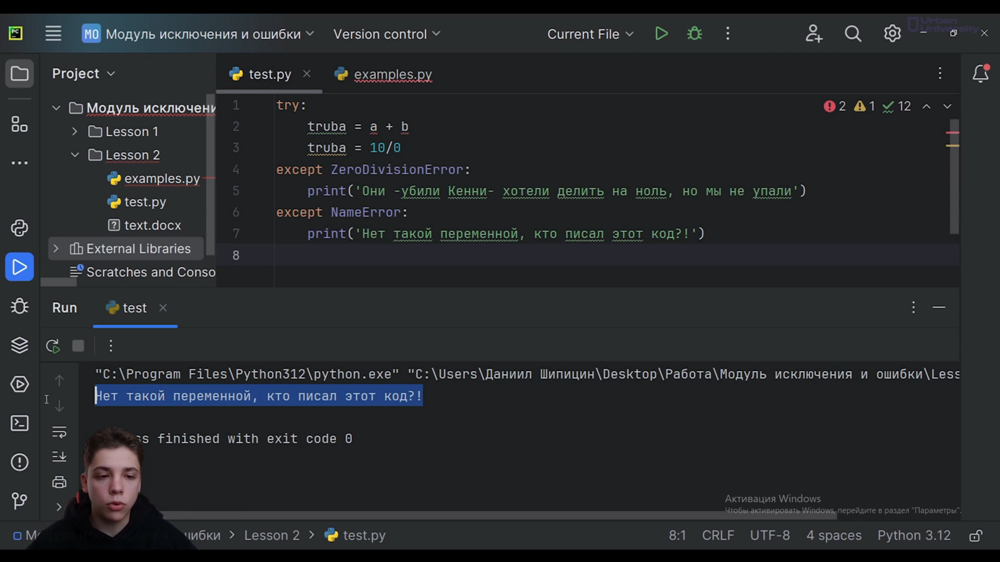 PC
MO Модуль исключения и ошибки Version control Current File
Urban University
Project
test.py
examples.py
Модуль исключени
Lesson 1
Lesson 2
examples.py
test.py
text.docx
External Libraries
Scratches and Conso
2 1 12
1 try:
2 truba = a + b
3 truba = 10/0
4 except ZeroDivisionError:
5 print('Они -убили Кенни- хотели делить на ноль, но мы не упали')
6 except NameError:
7 print('Нет такой переменной, кто писал этот код?!')
8
Run test
"C:\Program Files\Python312\python.exe" "C:\Users\Даниил Шипицин\Desktop\Работа\Модуль исключения и ошибки\Less
Нет такой переменной, кто писал этот код?!
ss finished with exit code 0
Активация Windows
Чтобы активировать Windows, перейдите в раздел "Параметры".
Lesson 2 > test.py 8:1 CRLF UTF-8 4 spaces Python 3.12